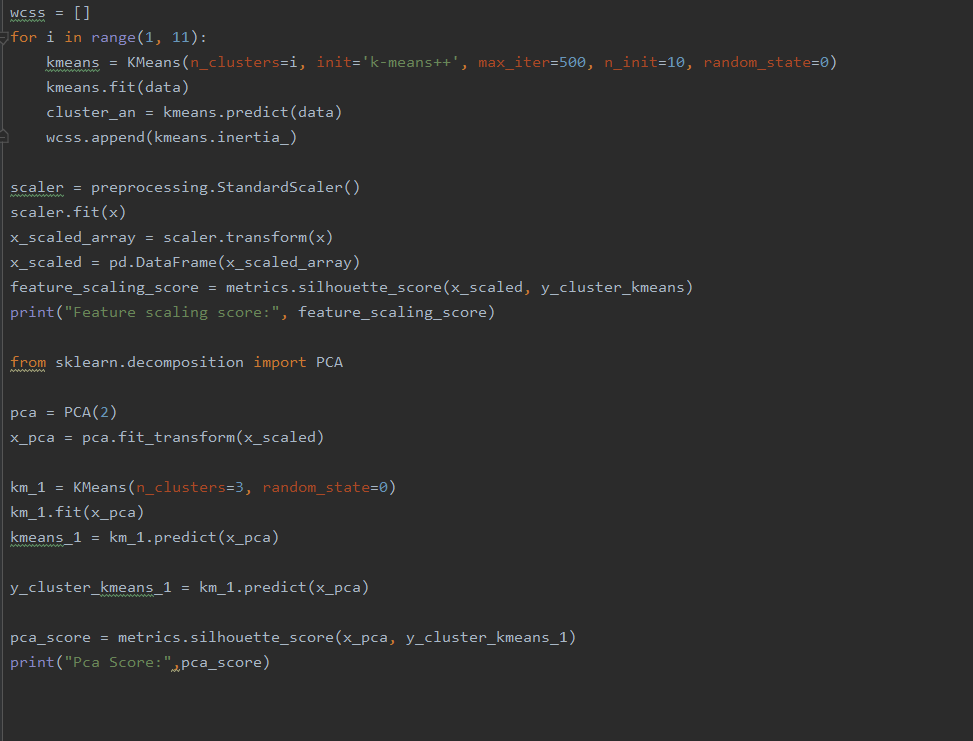 wcss = []
for i in range(1, 11):
    kmeans = KMeans(n_clusters=i, init='k-means++', max_iter=500, n_init=10, random_state=0)
    kmeans.fit(data)
    cluster_an = kmeans.predict(data)
    wcss.append(kmeans.inertia_)
scaler = preprocessing.StandardScaler()
scaler.fit(x)
x_scaled_array = scaler.transform(x)
x_scaled = pd.DataFrame(x_scaled_array)
feature_scaling_score = metrics.silhouette_score(x_scaled, y_cluster_kmeans)
print("Feature scaling score:", feature_scaling_score)
from sklearn.decomposition import PCA
pca = PCA(2)
x_pca = pca.fit_transform(x_scaled)
km_1 = KMeans(n_clusters=3, random_state=0)
km_1.fit(x_pca)
kmeans_1 = km_1.predict(x_pca)
y_cluster_kmeans_1 = km_1.predict(x_pca)
pca_score = metrics.silhouette_score(x_pca, y_cluster_kmeans_1)
print("Pca Score:",pca_score)